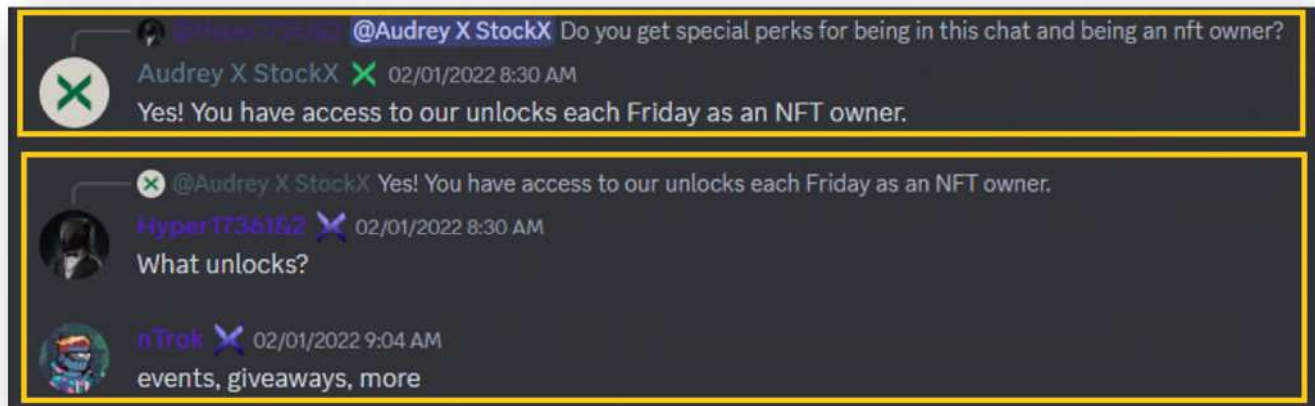 @Audrey X StockX Do you get special perks for being in this chat and being an nft owner?
Audrey X StockX 02/01/2022 8:30 AM
Yes! You have access to our unlocks each Friday as an NFT owner.
@Audrey X StockX Yes! You have access to our unlocks each Friday as an NFT owner.
Hyper17361&2 02/01/2022 8:30 AM
What unlocks?
nTrok 02/01/2022 9:04 AM
events, giveaways, more